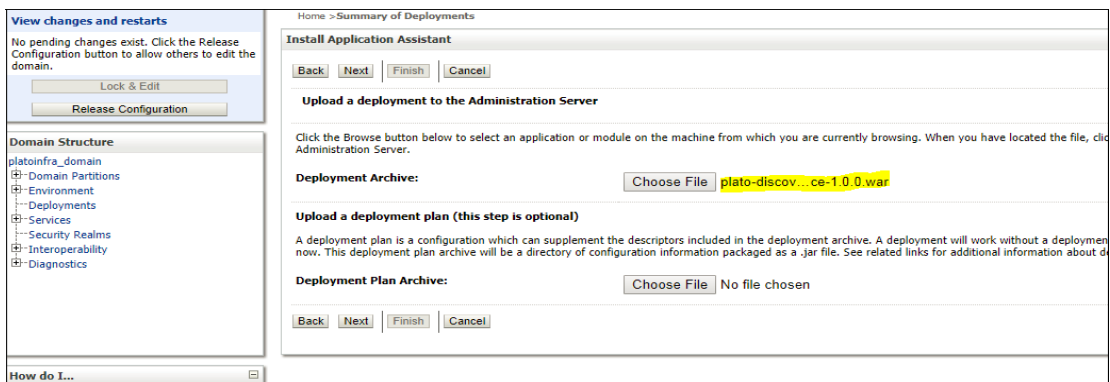 View changes and restarts
No pending changes exist. Click the Release
Configuration button to allow others to edit the
domain.
Lock & Edit
Release Configuration
Domain Structure
platoinfra_domain
Domain Partitions
Environment
Deployments
Services
Security Realms
Interoperability
Diagnostics
How do I...
Home >Summary of Deployments
Install Application Assistant
Back Next Finish Cancel
Upload a deployment to the Administration Server
Click the Browse button below to select an application or module on the machine from which you are currently browsing. When you have located the file, clic
Administration Server.
Deployment Archive: Choose File plato-discov...ce-1.0.0.war
Upload a deployment plan (this step is optional)
A deployment plan is a configuration which can supplement the descriptors included in the deployment archive. A deployment will work without a deploymen
now. This deployment plan archive will be a directory of configuration information packaged as a .jar file. See related links for additional information about de
Deployment Plan Archive: Choose File No file chosen
Back Next Finish Cancel